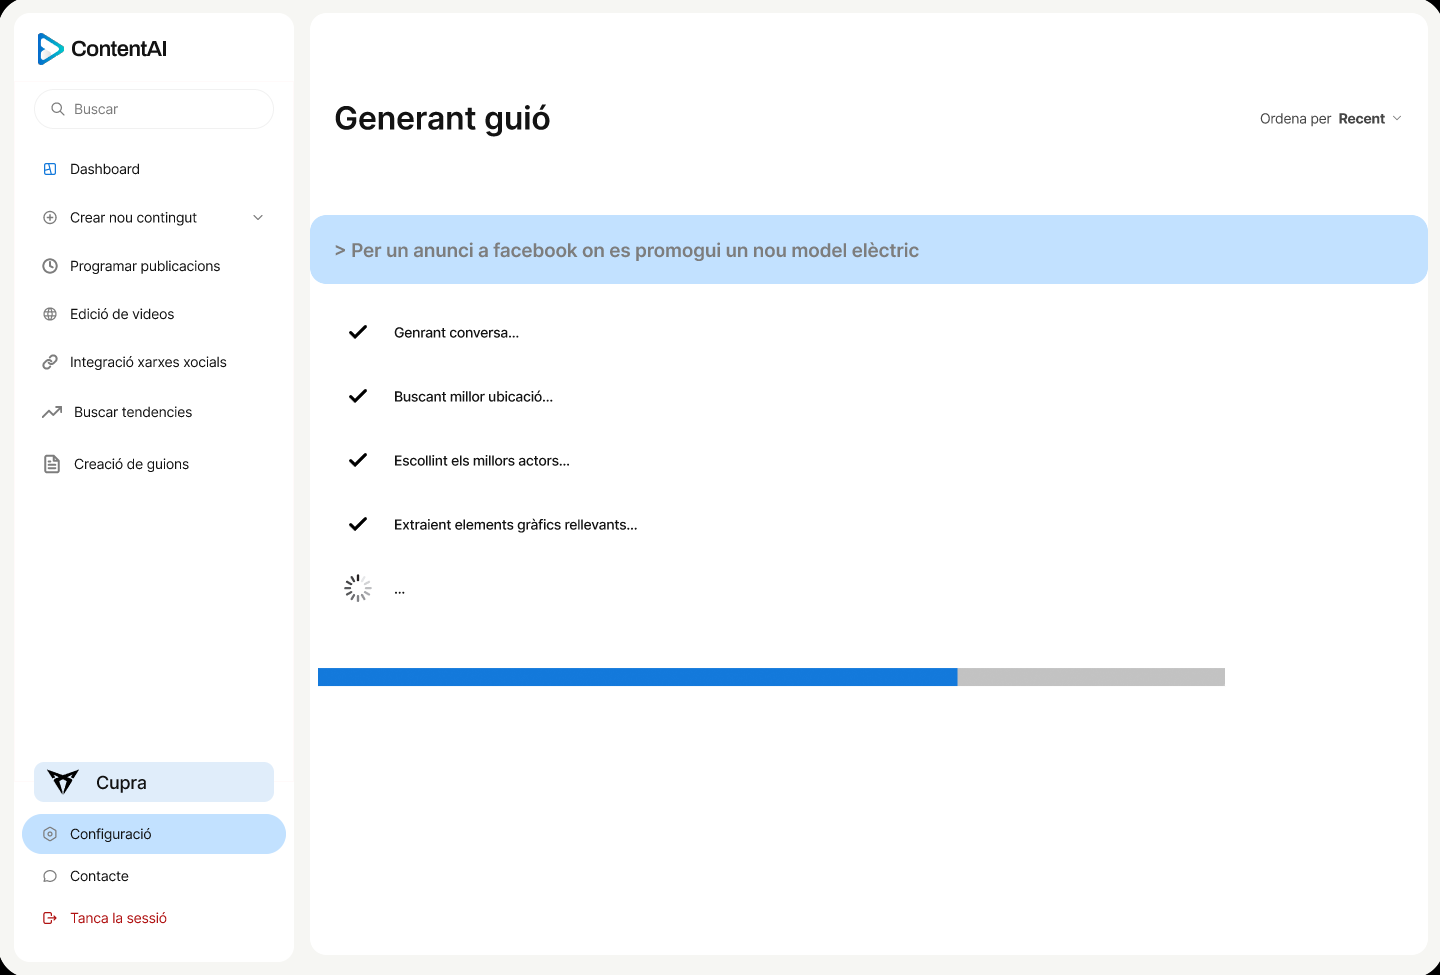 ContentAI
Buscar
Dashboard
Crear nou contingut
Programar publicacions
Edició de videos
Integració xarxes xocials
Buscar tendencies
Creació de guions
Cupra
Configuració
Contacte
Tanca la sessió
Generant guió
Ordena per Recent
> Per un anunci a facebook on es promogui un nou model elèctric
Genrant conversa...
Buscant millor ubicació...
Escollint els millors actors...
Extraient elements gràfics rellevants...
...